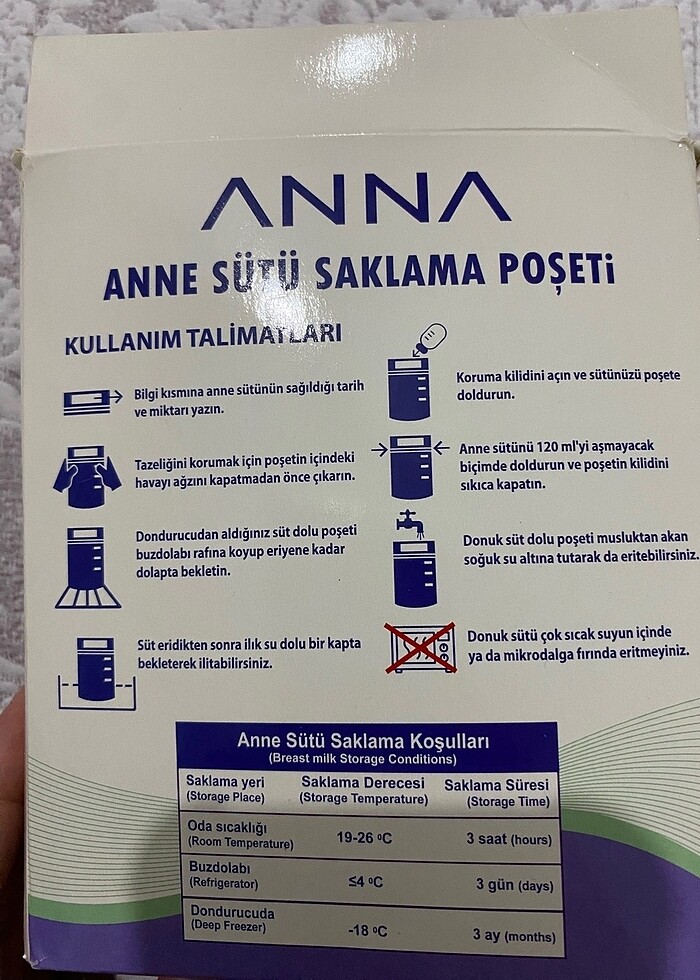 ANNA
ANNE SÜTÜ SAKLAMA POŞETi
KULLANIM TALİMATLARI
Bilgi kısmına anne sütünün sağıldığı tarih
ve miktarı yazın.
Koruma kilidini açın ve sütünüzü poşete
doldurun.
Tazeliğini korumak için poşetin içindeki
havayı ağzını kapatmadan önce çıkarın.
Anne sütünü 120 ml'yi aşmayacak
biçimde doldurun ve poşetin kilidini
sıkıca kapatın.
Dondurucudan aldığınız süt dolu poşeti
buzdolabı rafına koyup eriyene kadar
dolapta bekletin.
Donuk süt dolu poşeti musluktan akan
soğuk su altına tutarak da eritebilirsiniz.
Süt eridikten sonra ılık su dolu bir kapta
bekleterek ilitabilirsiniz.
Donuk sütü çok sıcak suyun içinde
ya da mikrodalga fırında eritmeyiniz.
Anne Sütü Saklama Koşulları
(Breast milk Storage Conditions)
Saklama yeri Saklama Derecesi Saklama Süresi
(Storage Place) (Storage Temperature) (Storage Time)
Oda sıcaklığı 19-26 ºC 3 saat (hours)
(Room Temperature)
Buzdolabı ≤4 ºC 3 gün (days)
(Refrigerator)
Dondurucuda -18 ºC 3 ay (months)
(Deep Freezer)